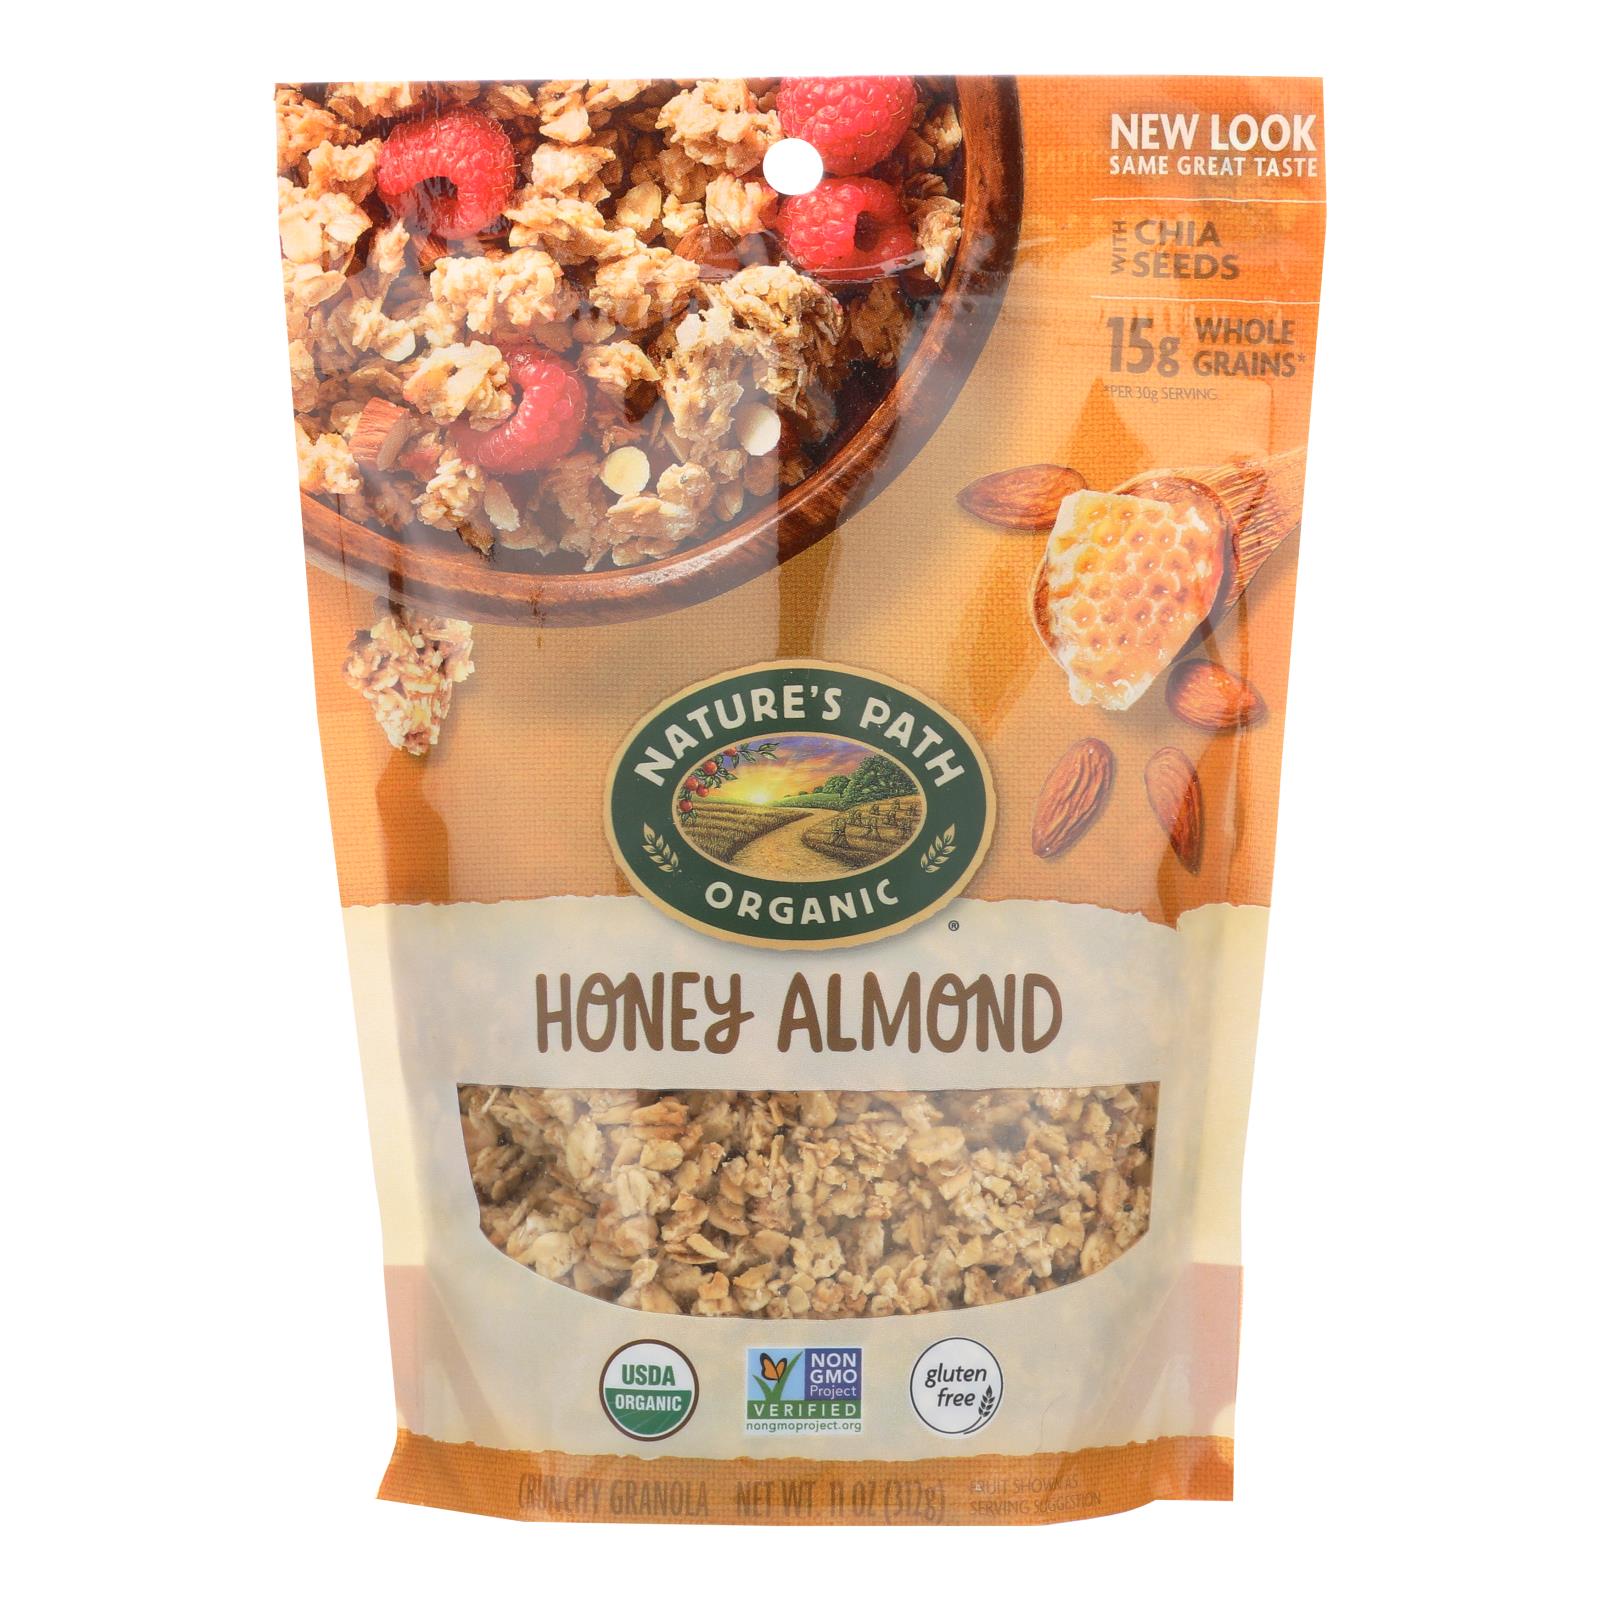 NEW LOOK
SAME GREAT TASTE
WITH
CHIA
SEEDS
15g
WHOLE
GRAINS*
*PER 30g SERVING
NATURE'S PATH
ORGANIC
®
HONEY ALMOND
USDA
ORGANIC
NON
GMO
Project
VERIFIED
nongmoproject.org
gluten
free
CRUNCHY GRANOLA NET WT. 11 OZ (312g)
FRUIT SHOWN AS
SERVING SUGGESTION